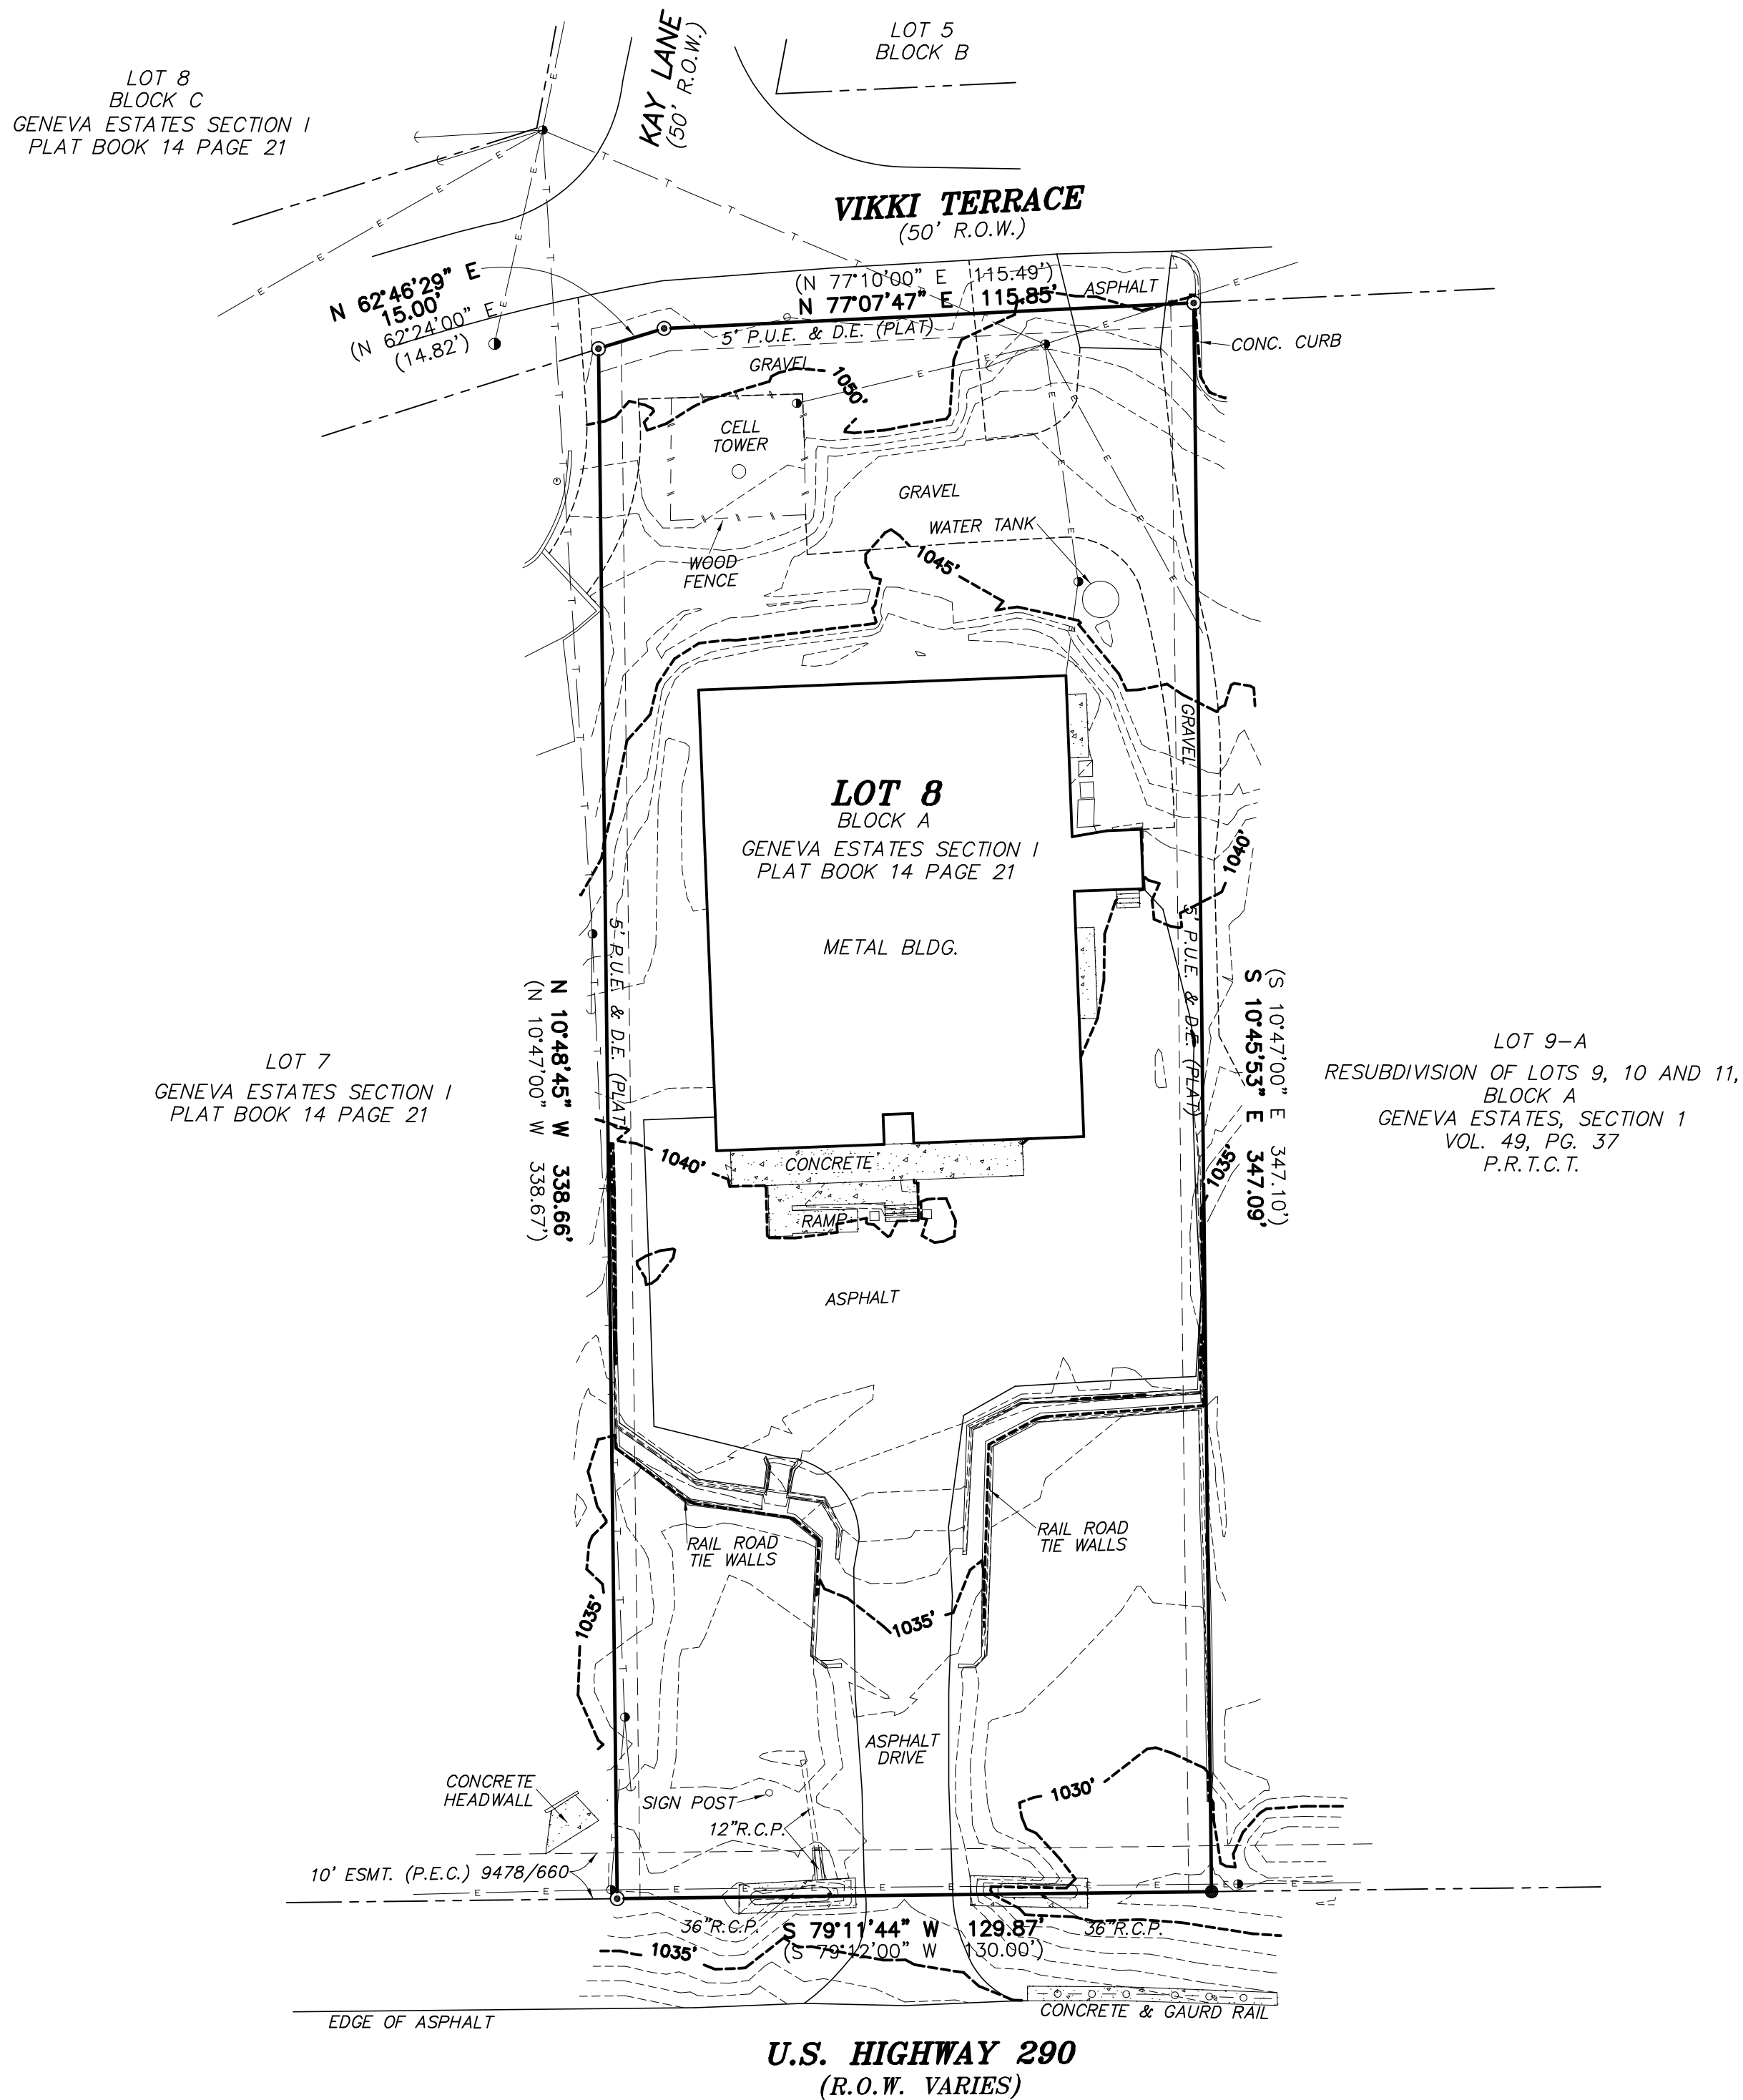 LOT 5
BLOCK B
KAY LANE
(50' R.O.W.)
LOT 8
BLOCK C
GENEVA ESTATES SECTION I
PLAT BOOK 14 PAGE 21
VIKKI TERRACE
(50' R.O.W.)
N 62°46'29" E
15.00'
(N 62°24'00" E
(14.82')
(N 77°10'00" E 115.49')
N 77°07'47" E 115.85'
ASPHALT
5' P.U.E. & D.E. (PLAT)
CONC. CURB
GRAVEL
1050'
CELL
TOWER
GRAVEL
WATER TANK
WOOD
FENCE
1045'
GRAVEL
LOT 8
BLOCK A
GENEVA ESTATES SECTION I
PLAT BOOK 14 PAGE 21
METAL BLDG.
1040'
5' P.U.E. & D.E. (PLAT)
5' P.U.E. & D.E. (PLAT)
N 10°48'45" W 338.66'
(N 10°47'00" W 338.67')
(S 10°47'00" E 347.10')
S 10°45'53" E 347.09'
LOT 7
GENEVA ESTATES SECTION I
PLAT BOOK 14 PAGE 21
LOT 9-A
RESUBDIVISION OF LOTS 9, 10 AND 11,
BLOCK A
GENEVA ESTATES, SECTION 1
VOL. 49, PG. 37
P.R.T.C.T.
1040'
1035'
CONCRETE
RAMP
ASPHALT
RAIL ROAD
TIE WALLS
RAIL ROAD
TIE WALLS
1035'
1035'
ASPHALT
DRIVE
CONCRETE
HEADWALL
SIGN POST
12"R.C.P.
1030'
10' ESMT. (P.E.C.) 9478/660
36"R.C.P.
S 79°11'44" W 129.87'
(S 79°12'00" W 130.00')
36"R.C.P.
1035'
EDGE OF ASPHALT
CONCRETE & GAURD RAIL
U.S. HIGHWAY 290
(R.O.W. VARIES)